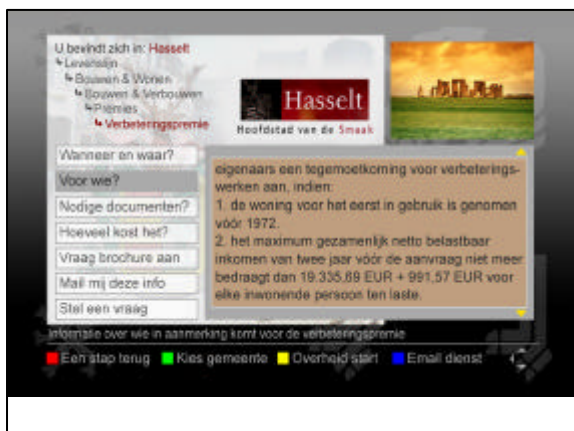 U bevindt zich in: Hasselt
Levenslijn
Bouwen & Wonen
Bouwen & Verbouwen
Premies
Verbeteringspremie
Hasselt
Hoofdstad van de Smaak
Wanneer en waar?
Voor wie?
Nodige documenten?
Hoeveel kost het?
Vraag brochure aan
Mail mij deze info
Stel een vraag
eigenaars een tegemoetkoming voor verbeterings-
werken aan, indien:
1. de woning voor het eerst in gebruik is genomen
vóór 1972.
2. het maximum gezamenlijk netto belastbaar
inkomen van twee jaar vóór de aanvraag niet meer
bedraagt dan 19.335,69 EUR + 991,57 EUR voor
elke inwonende persoon ten laste.
Informatie over wie in aanmerking komt voor de verbeteringspremie
Een stap terug Kies gemeente Overheid start Email dienst